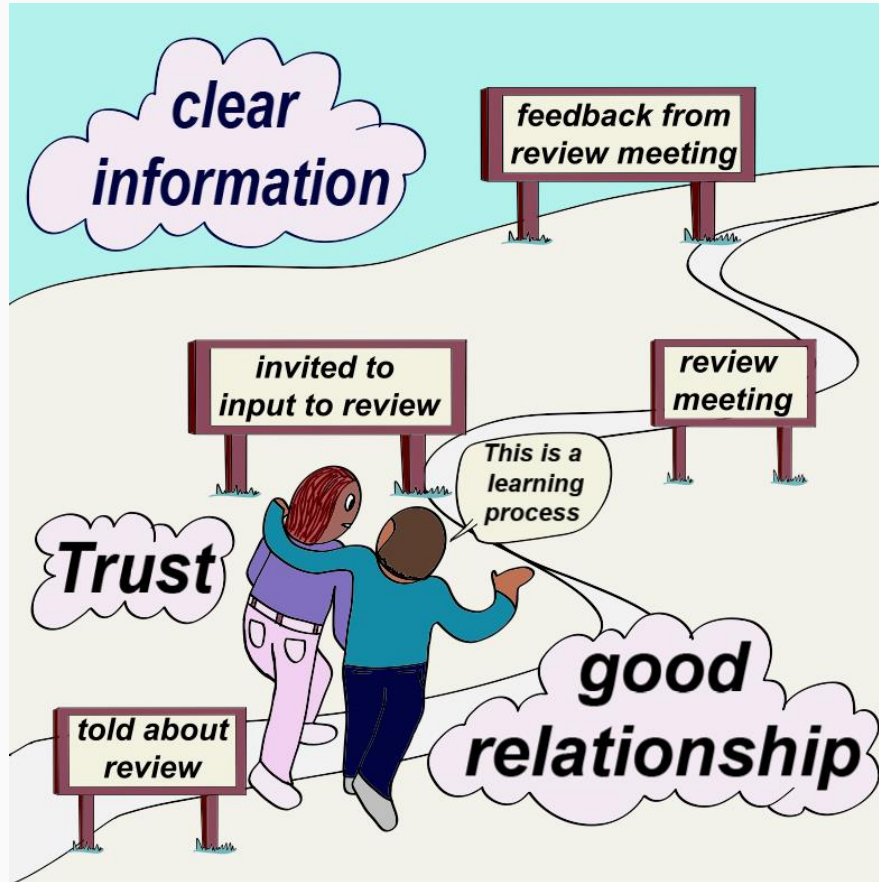 clear
information
feedback from
review meeting
invited to
input to review
review
meeting
This is a
learning
process
Trust
good
relationship
told about
review